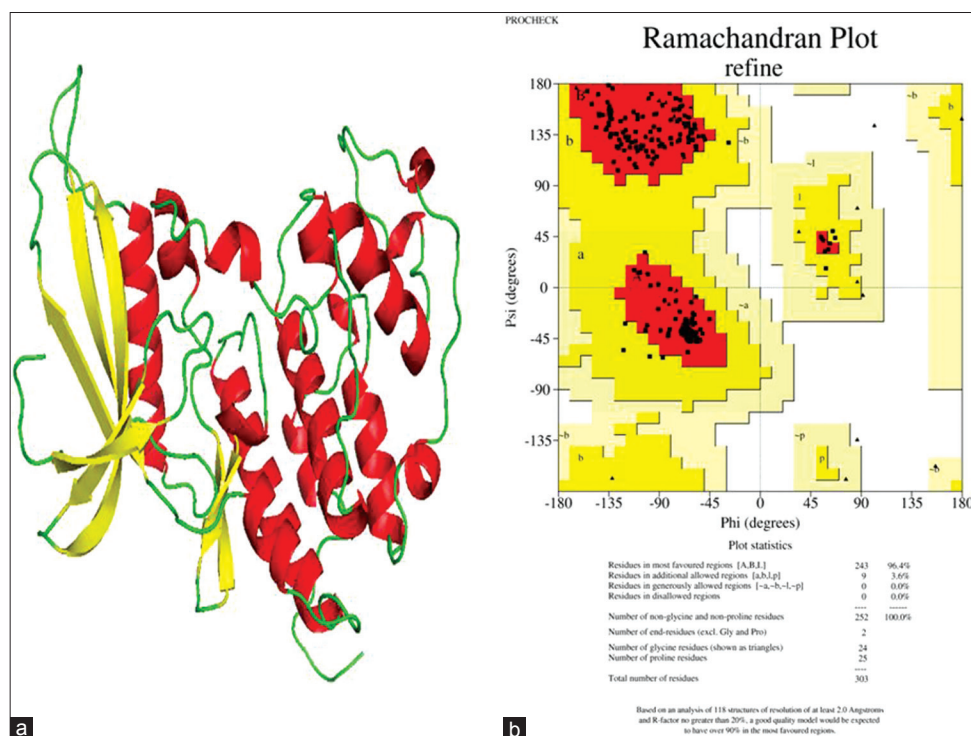 a
PROCHECK
Ramachandran Plot
refine
180
135
90
45
0
-45
-90
-135
Psi (degrees)
B
b
~b
b
~b
~l
l
L
a
A
~a
~b
b
~p
p
~b
-180 -135 -90 -45 0 45 90 135 180
Phi (degrees)
Plot statistics
Residues in most favoured regions [A,B,L] 243 96.4%
Residues in additional allowed regions [a,b,l,p] 9 3.6%
Residues in generously allowed regions [~a,~b,~l,~p] 0 0.0%
Residues in disallowed regions 0 0.0%
---- ------
Number of non-glycine and non-proline residues 252 100.0%
Number of end-residues (excl. Gly and Pro) 2
Number of glycine residues (shown as triangles) 24
Number of proline residues 25
----
Total number of residues 303
Based on an analysis of 118 structures of resolution of at least 2.0 Angstroms
and R-factor no greater than 20%, a good quality model would be expected
to have over 90% in the most favoured regions.
b